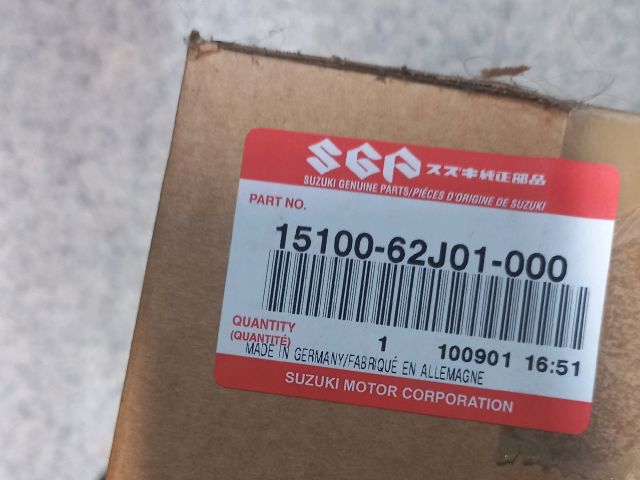 SGP スズキ純正部品
SUZUKI GENUINE PARTS/PIÈCES D'ORIGINE DE SUZUKI
PART NO.
15100-62J01-000
QUANTITY 1 100901 16:51
(QUANTITÉ)
MADE IN GERMANY/FABRIQUÉ EN ALLEMAGNE
SUZUKI MOTOR CORPORATION